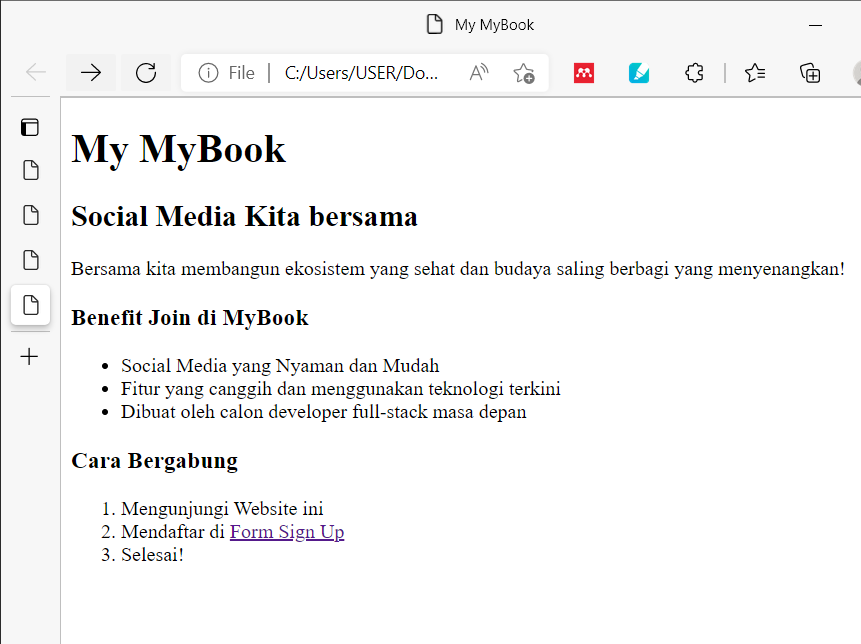 My MyBook
File | C:/Users/USER/Do...
My MyBook
Social Media Kita bersama
Bersama kita membangun ekosistem yang sehat dan budaya saling berbagi yang menyenangkan!
Benefit Join di MyBook
• Social Media yang Nyaman dan Mudah
• Fitur yang canggih dan menggunakan teknologi terkini
• Dibuat oleh calon developer full-stack masa depan
Cara Bergabung
1. Mengunjungi Website ini
2. Mendaftar di Form Sign Up
3. Selesai!